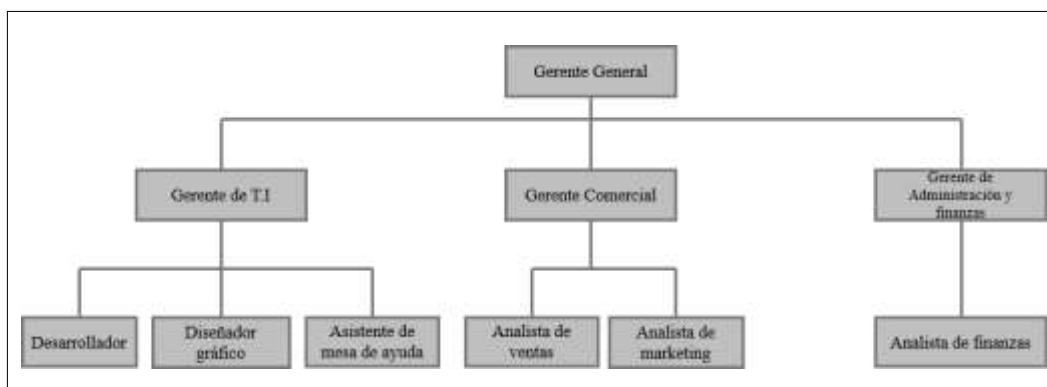 Gerente General
Gerente de T.I
Gerente Comercial
Gerente de
Administración y
finanzas
Desarrollador
Diseñador
gráfico
Asistente de
mesa de ayuda
Analista de
ventas
Analista de
marketing
Analista de finanzas